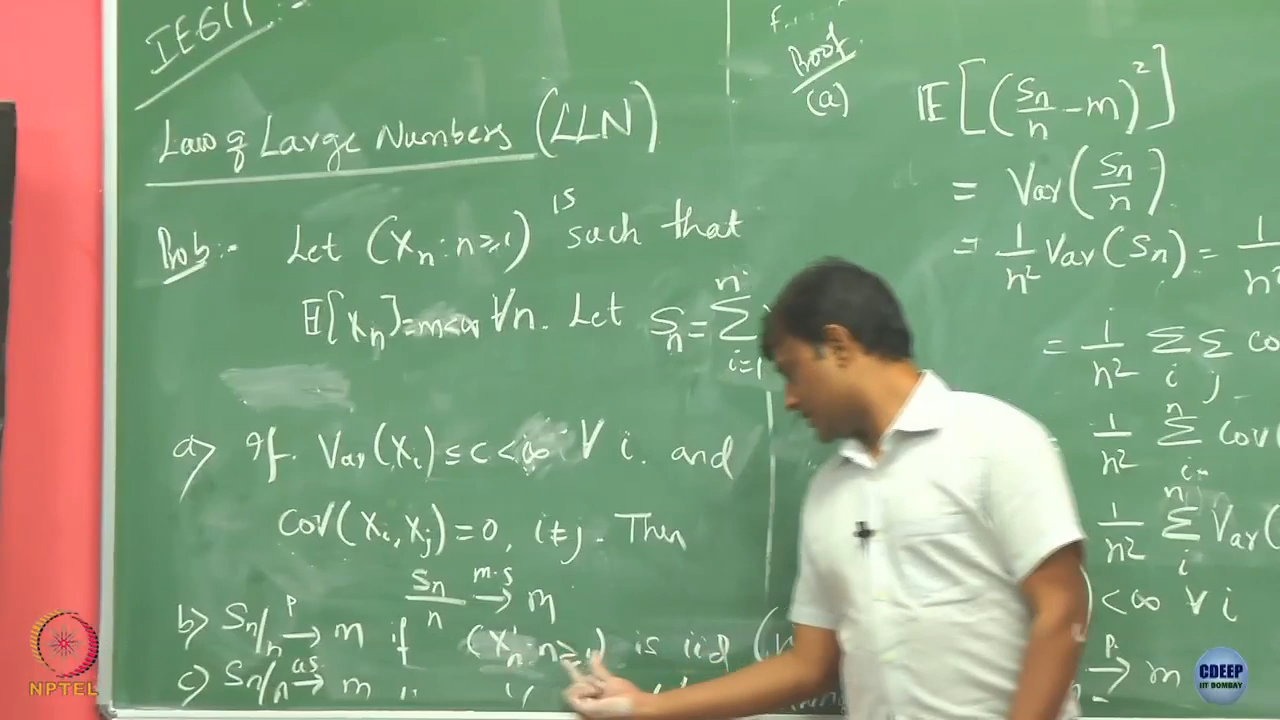 IE611
Law of Large Numbers (LLN)
Prob:- Let (Xn : n≥1) is such that
E[Xn]=m<∞ ∀n. Let Sn = Σ i=1 n
a) If Var(Xi) ≤ c < ∞ ∀ i. and
Cov(Xi, Xj) = 0, i≠j. Then
Sn/n m.s→ m
b) Sn/n p→ m if (Xn : n≥1) is iid
c) Sn/n a.s→ m " "
Proof
(a)
E[(Sn/n - m)²]
= Var(Sn/n)
= 1/n² Var(Sn) = 1/n²
= 1/n² Σi Σj co
1/n² Σ i= n Cov(
1/n² Σ i n Var(
< ∞ ∀ i
p.→ m
NPTEL
CDEEP
IIT BOMBAY